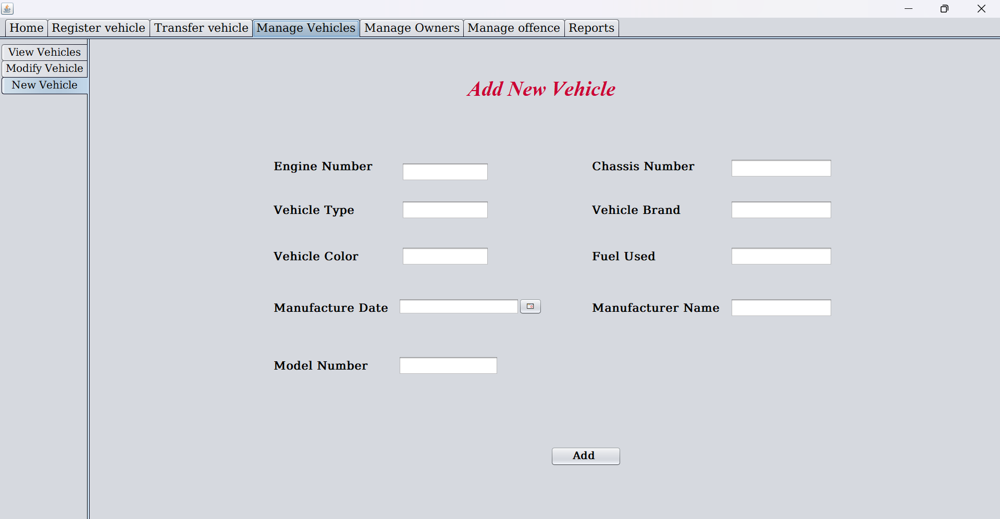 Home Register vehicle Transfer vehicle Manage Vehicles Manage Owners Manage offence Reports
View Vehicles
Modify Vehicle
New Vehicle
Add New Vehicle
Engine Number Chassis Number
Vehicle Type Vehicle Brand
Vehicle Color Fuel Used
Manufacture Date Manufacturer Name
Model Number
Add